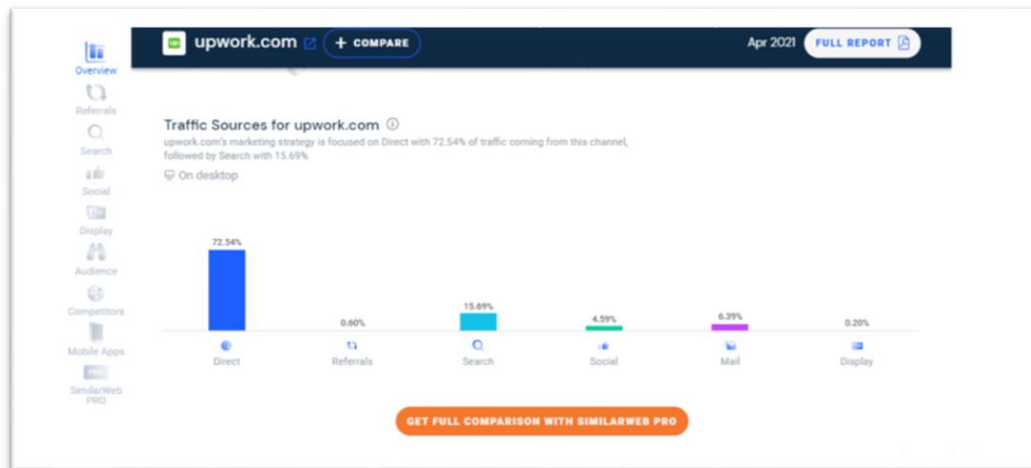 upwork.com
+ COMPARE
Apr 2021
FULL REPORT
Overview
Referrals
Search
Social
Display
Audience
Competitors
Mobile Apps
SimilarWeb
PRO
Traffic Sources for upwork.com
upwork.com's marketing strategy is focused on Direct with 72.54% of traffic coming from this channel,
followed by Search with 15.69%
On desktop
72.54%
0.60%
15.69%
4.59%
6.39%
0.20%
Direct
Referrals
Search
Social
Mail
Display
GET FULL COMPARISON WITH SIMILARWEB PRO